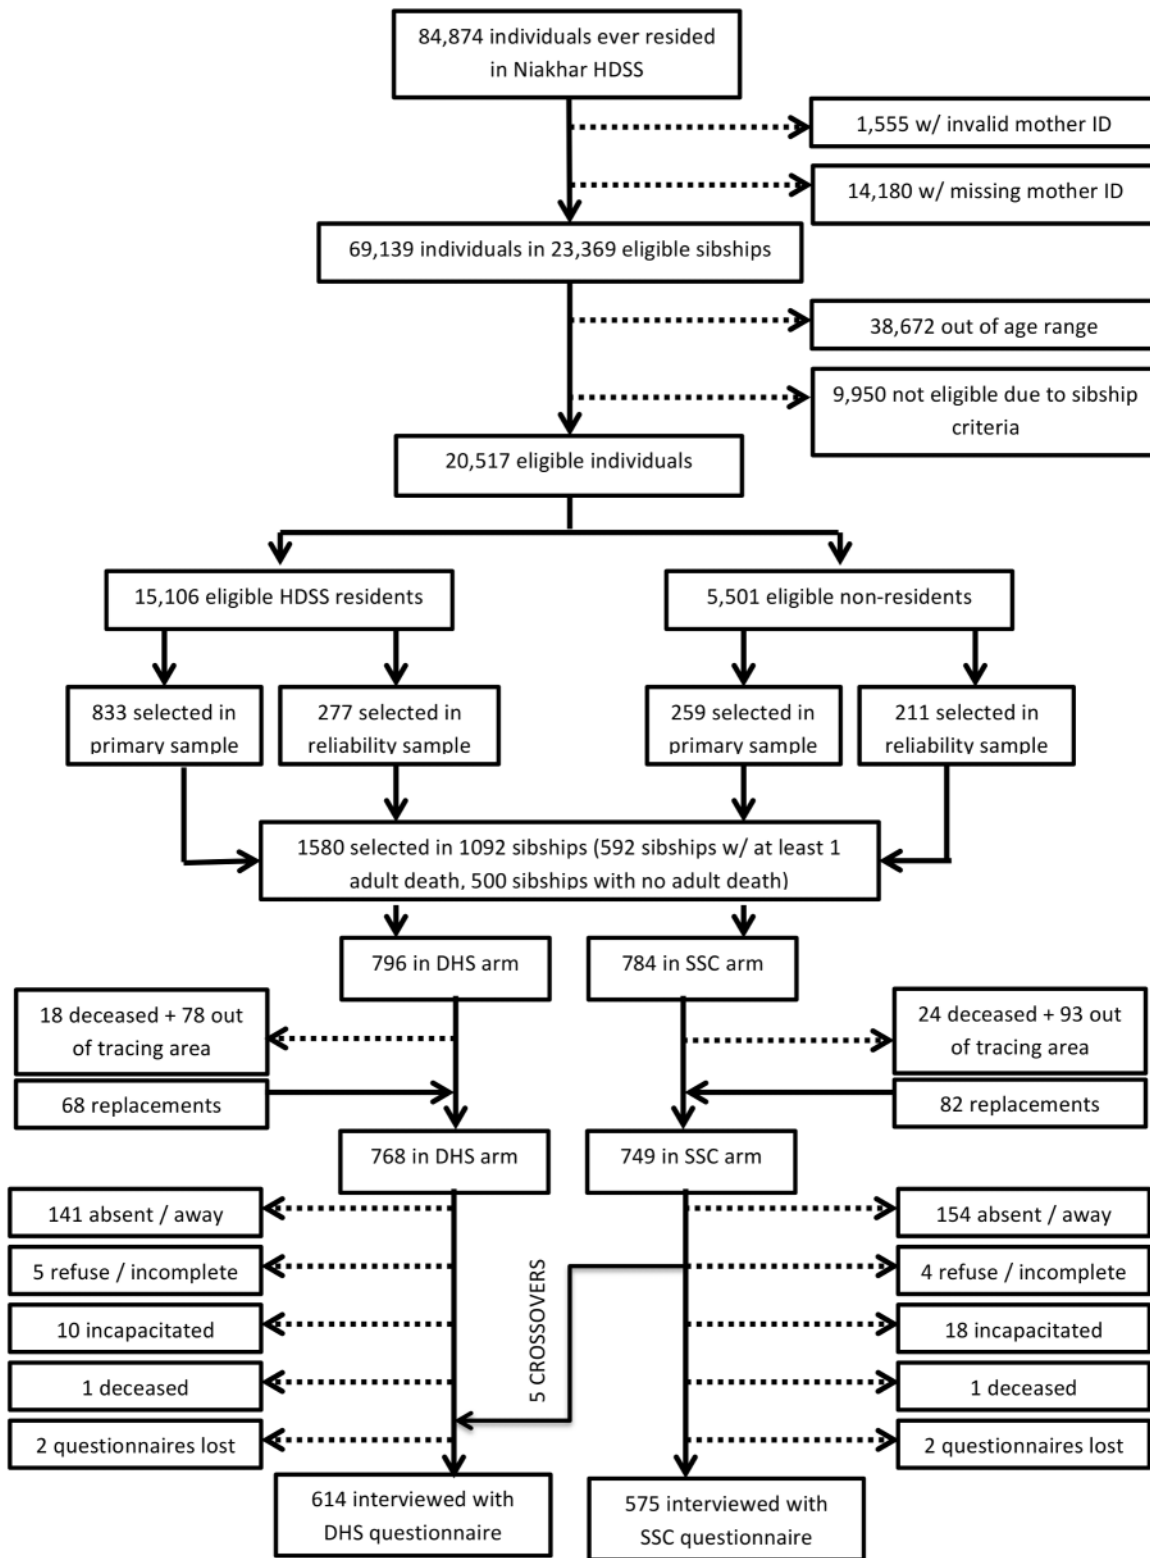 84,874 individuals ever resided
in Niakhar HDSS
1,555 w/ invalid mother ID
14,180 w/ missing mother ID
69,139 individuals in 23,369 eligible sibships
38,672 out of age range
9,950 not eligible due to sibship
criteria
20,517 eligible individuals
15,106 eligible HDSS residents
5,501 eligible non-residents
833 selected in
primary sample
277 selected in
reliability sample
259 selected in
primary sample
211 selected in
reliability sample
1580 selected in 1092 sibships (592 sibships w/ at least 1
adult death, 500 sibships with no adult death)
796 in DHS arm
784 in SSC arm
18 deceased + 78 out
of tracing area
24 deceased + 93 out
of tracing area
68 replacements
82 replacements
768 in DHS arm
749 in SSC arm
141 absent / away
154 absent / away
5 refuse / incomplete
4 refuse / incomplete
5 CROSSOVERS
10 incapacitated
18 incapacitated
1 deceased
1 deceased
2 questionnaires lost
2 questionnaires lost
614 interviewed with
DHS questionnaire
575 interviewed with
SSC questionnaire